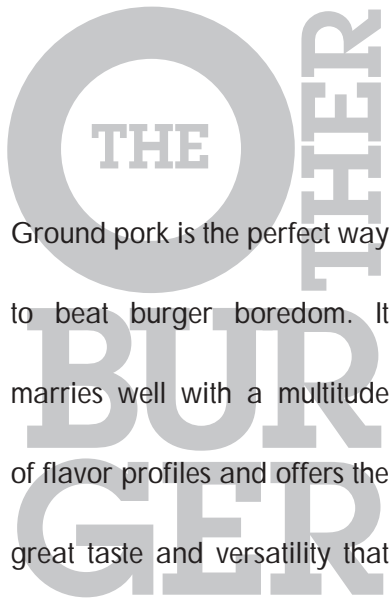 THE
OTHER
BUR
GER
Ground pork is the perfect way
to beat burger boredom. It
marries well with a multitude
of flavor profiles and offers the
great taste and versatility that